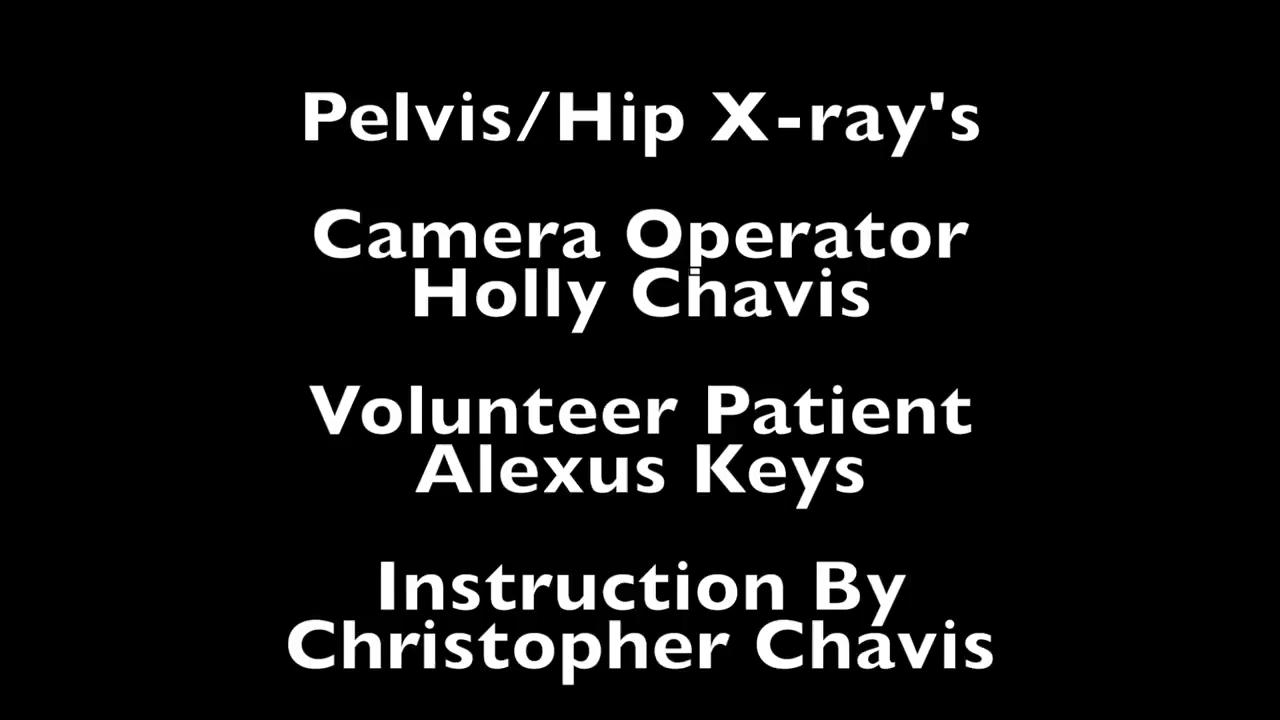 Pelvis/Hip X-ray's
Camera Operator
Holly Chavis
Volunteer Patient
Alexus Keys
Instruction By
Christopher Chavis